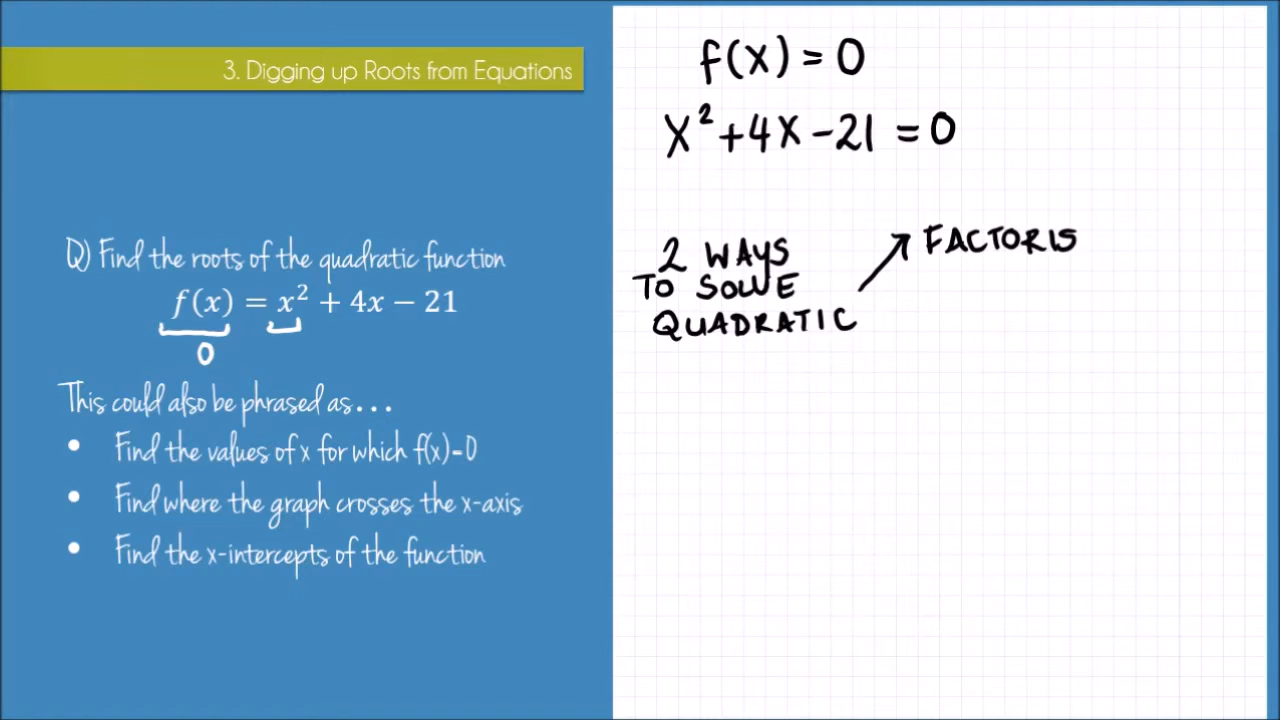 3. Digging up Roots from Equations
Q) Find the roots of the quadratic function
f(x) = x² + 4x − 21
0
This could also be phrased as...
• Find the values of x for which f(x)=0
• Find where the graph crosses the x-axis
• Find the x-intercepts of the function
f(x) = 0
x² + 4x − 21 = 0
2 WAYS
TO SOLVE
QUADRATIC
FACTORIS